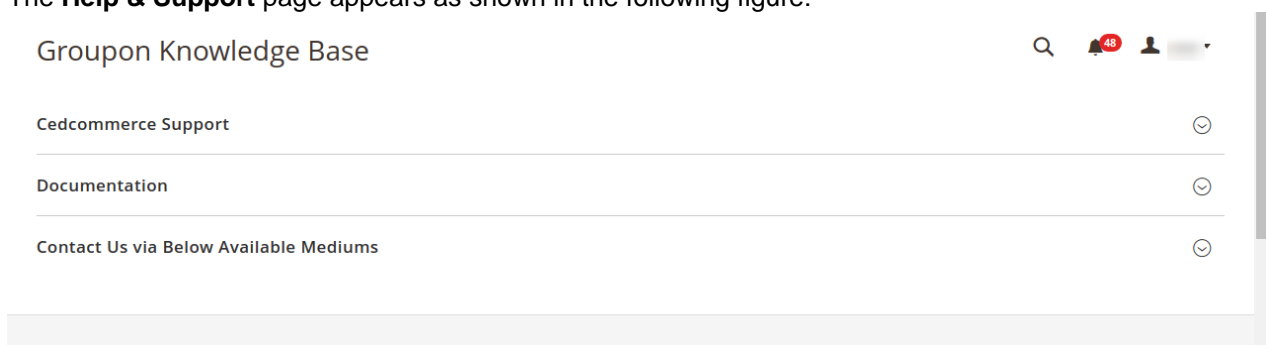 The Help & Support page appears as shown in the following figure.
Groupon Knowledge Base
48
Cedcommerce Support
Documentation
Contact Us via Below Available Mediums